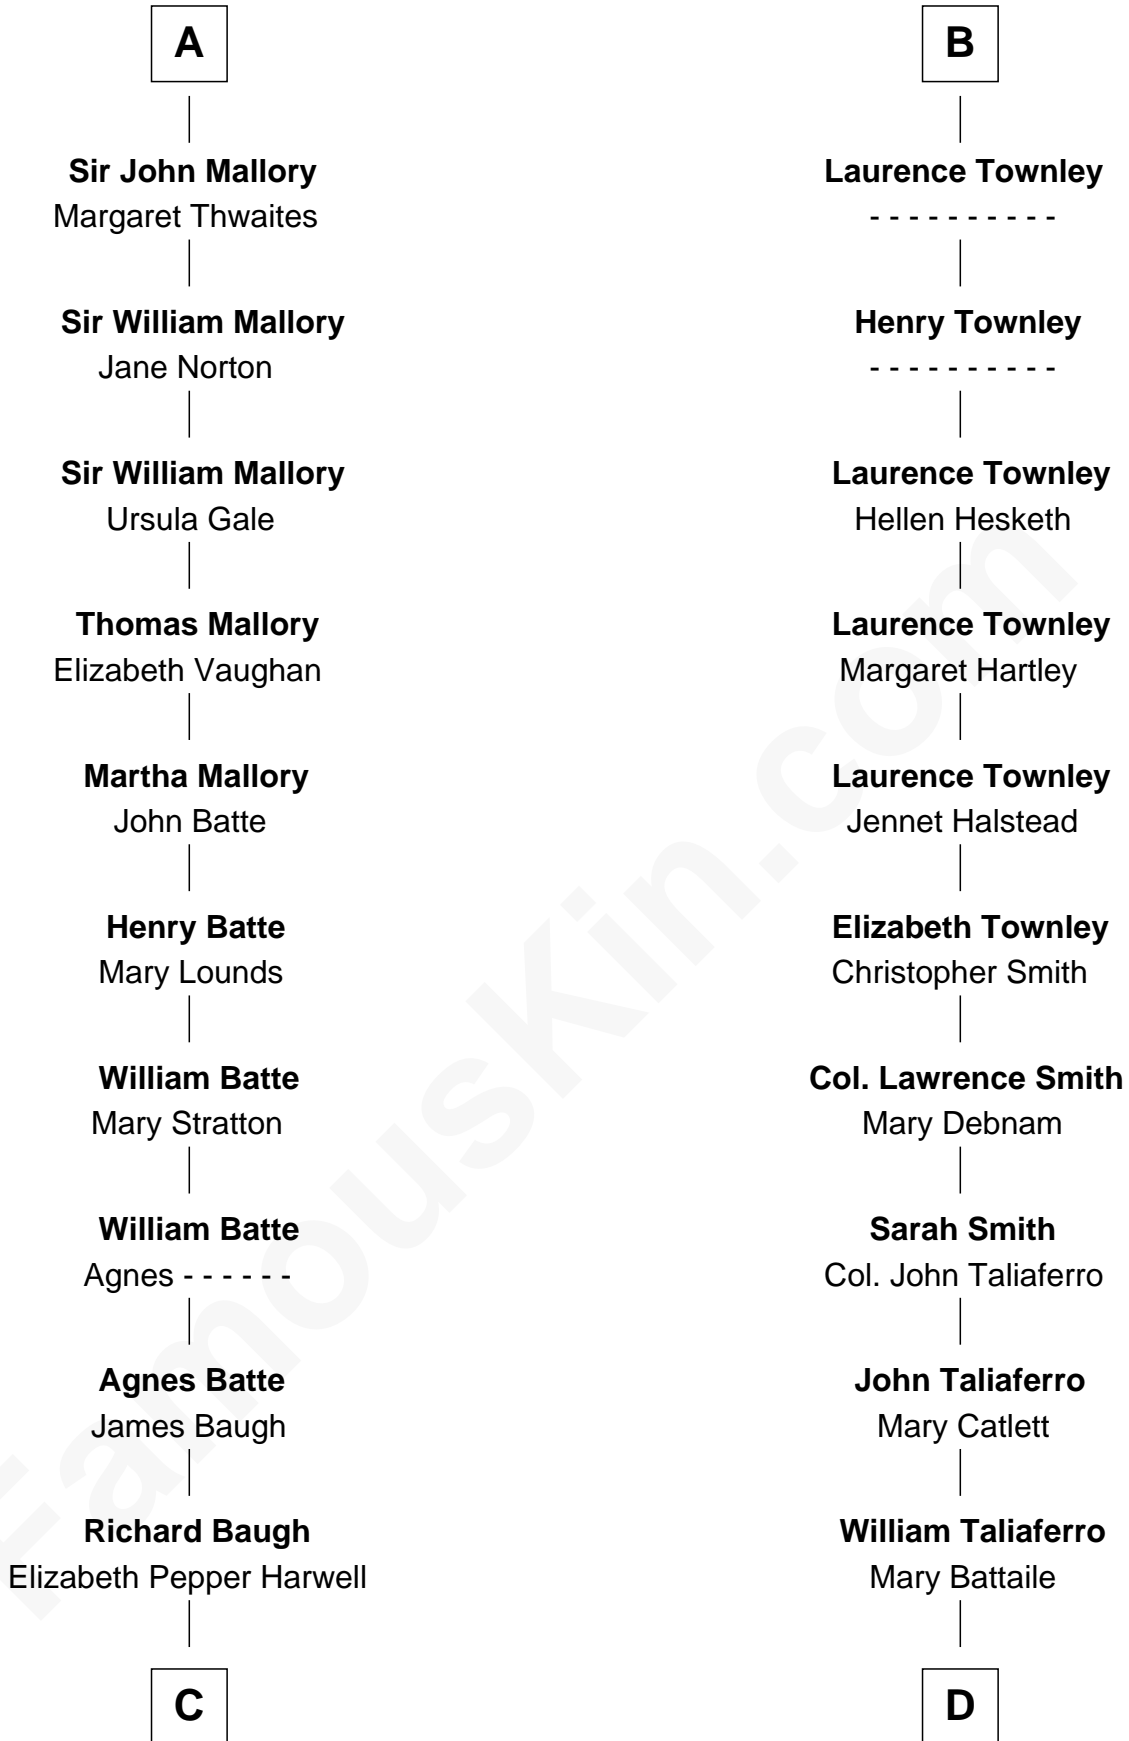 A
Sir John Mallory
Margaret Thwaites
Sir William Mallory
Jane Norton
Sir William Mallory
Ursula Gale
Thomas Mallory
Elizabeth Vaughan
Martha Mallory
John Batte
Henry Batte
Mary Lounds
William Batte
Mary Stratton
William Batte
Agnes - - - - - -
Agnes Batte
James Baugh
Richard Baugh
Elizabeth Pepper Harwell
C
B
Laurence Townley
- - - - - - - - - -
Henry Townley
- - - - - - - - - -
Laurence Townley
Hellen Hesketh
Laurence Townley
Margaret Hartley
Laurence Townley
Jennet Halstead
Elizabeth Townley
Christopher Smith
Col. Lawrence Smith
Mary Debnam
Sarah Smith
Col. John Taliaferro
John Taliaferro
Mary Catlett
William Taliaferro
Mary Battaile
D
FamousKin.com